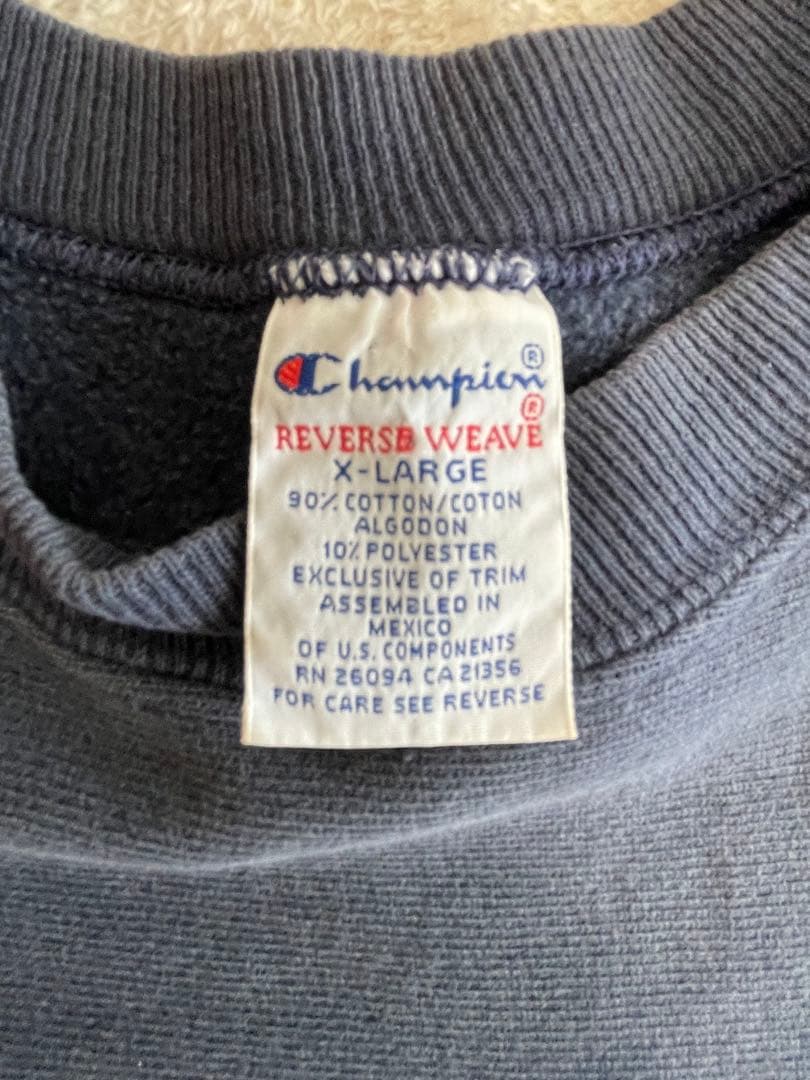 Champion®
REVERSE WEAVE®
X-LARGE
90% COTTON/COTON
ALGODON
10% POLYESTER
EXCLUSIVE OF TRIM
ASSEMBLED IN
MEXICO
OF U.S. COMPONENTS
RN 26094 CA 21356
FOR CARE SEE REVERSE